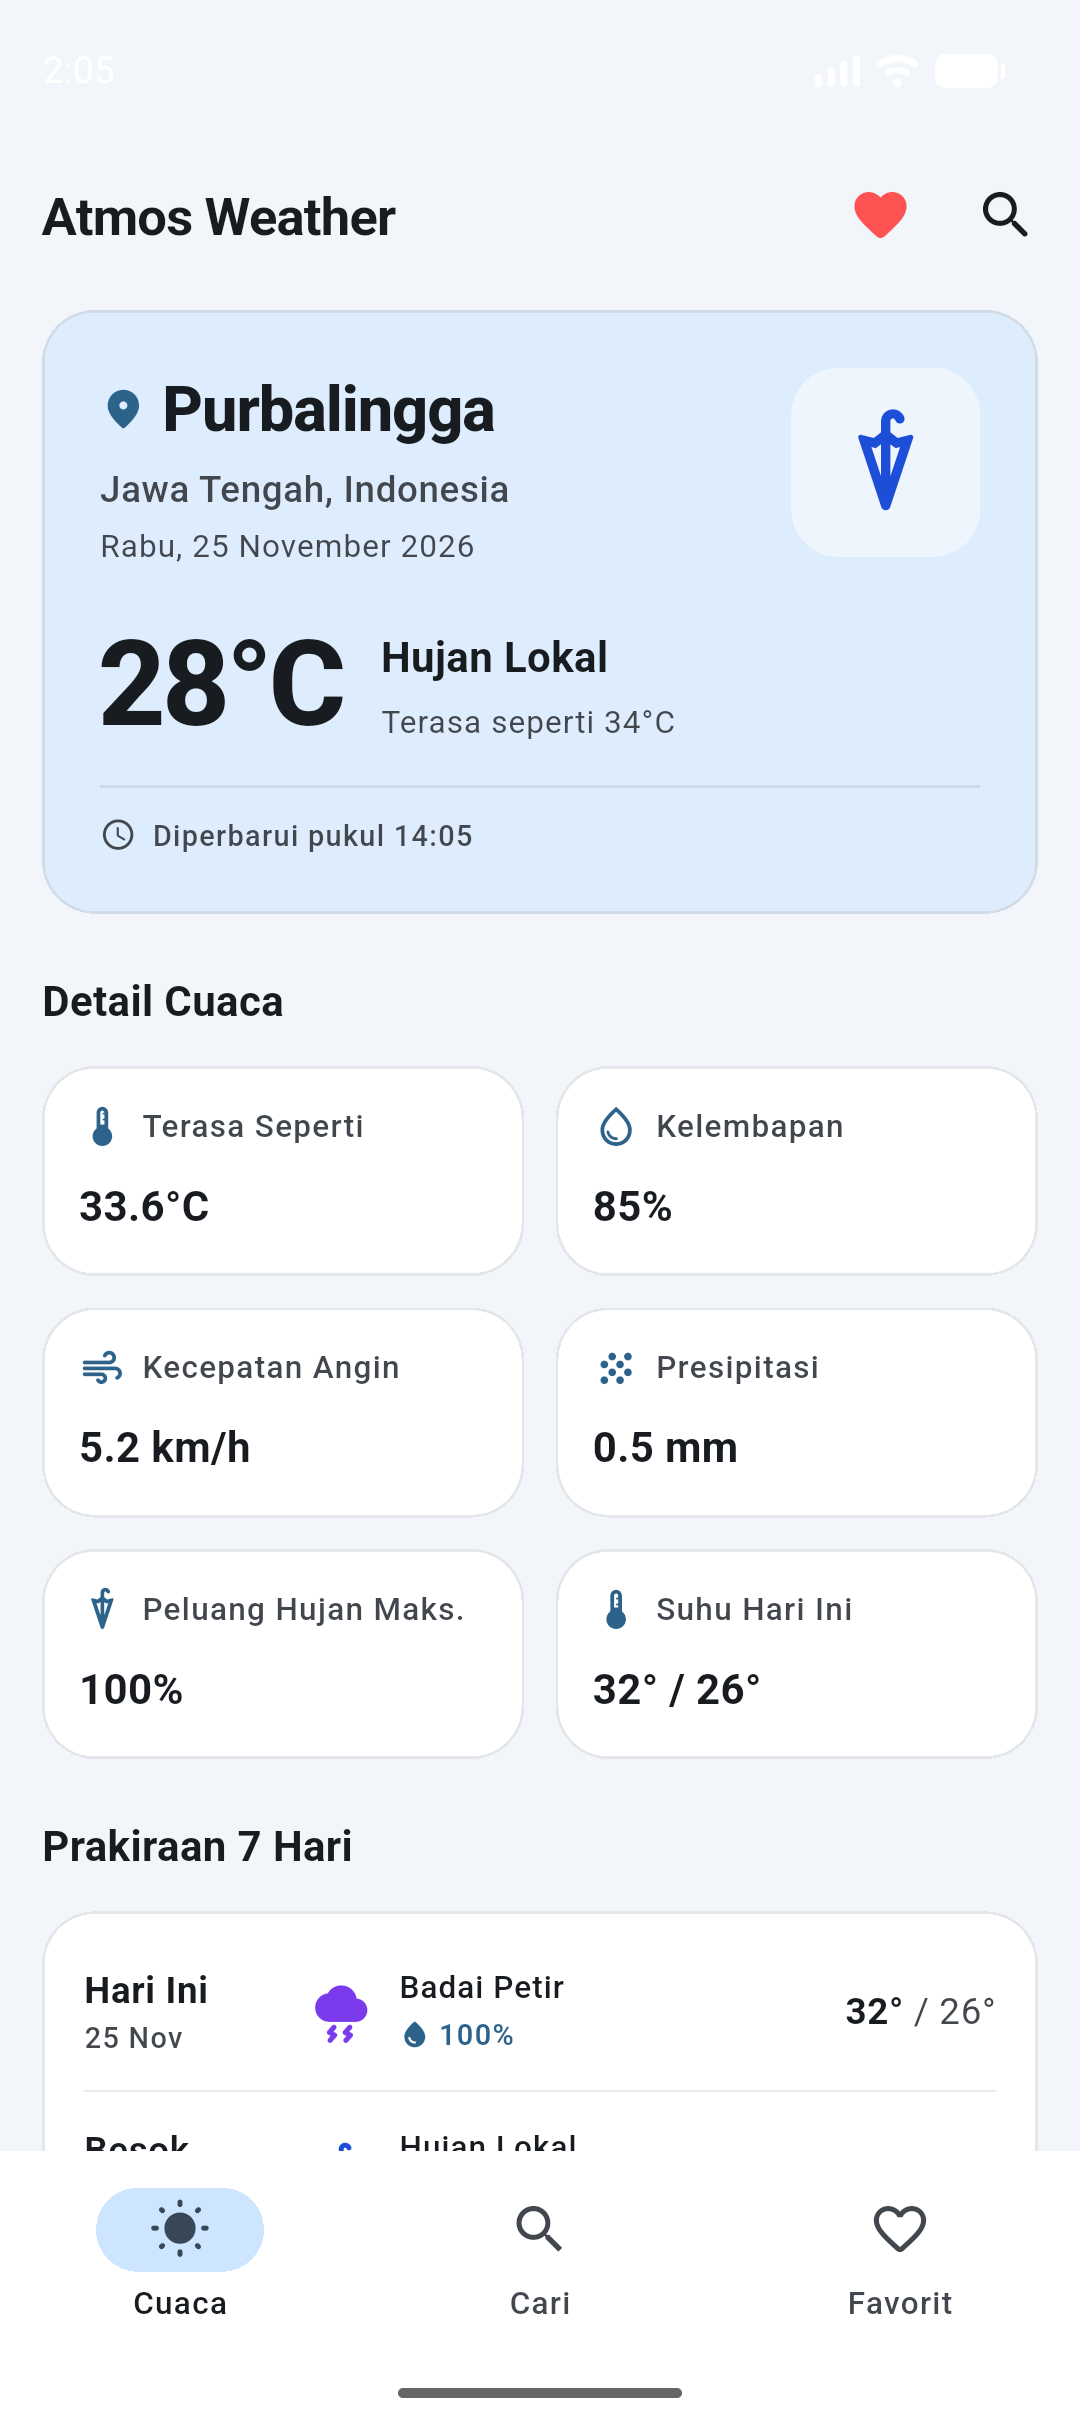 2:05
Atmos Weather
Purbalingga
Jawa Tengah, Indonesia
Rabu, 25 November 2026
28°C
Hujan Lokal
Terasa seperti 34°C
Diperbarui pukul 14:05
Detail Cuaca
Terasa Seperti
33.6°C
Kelembapan
85%
Kecepatan Angin
5.2 km/h
Presipitasi
0.5 mm
Peluang Hujan Maks.
100%
Suhu Hari Ini
32° / 26°
Prakiraan 7 Hari
Hari Ini
25 Nov
Badai Petir
100%
32° / 26°
Besok
Hujan Lokal
Cuaca
Cari
Favorit